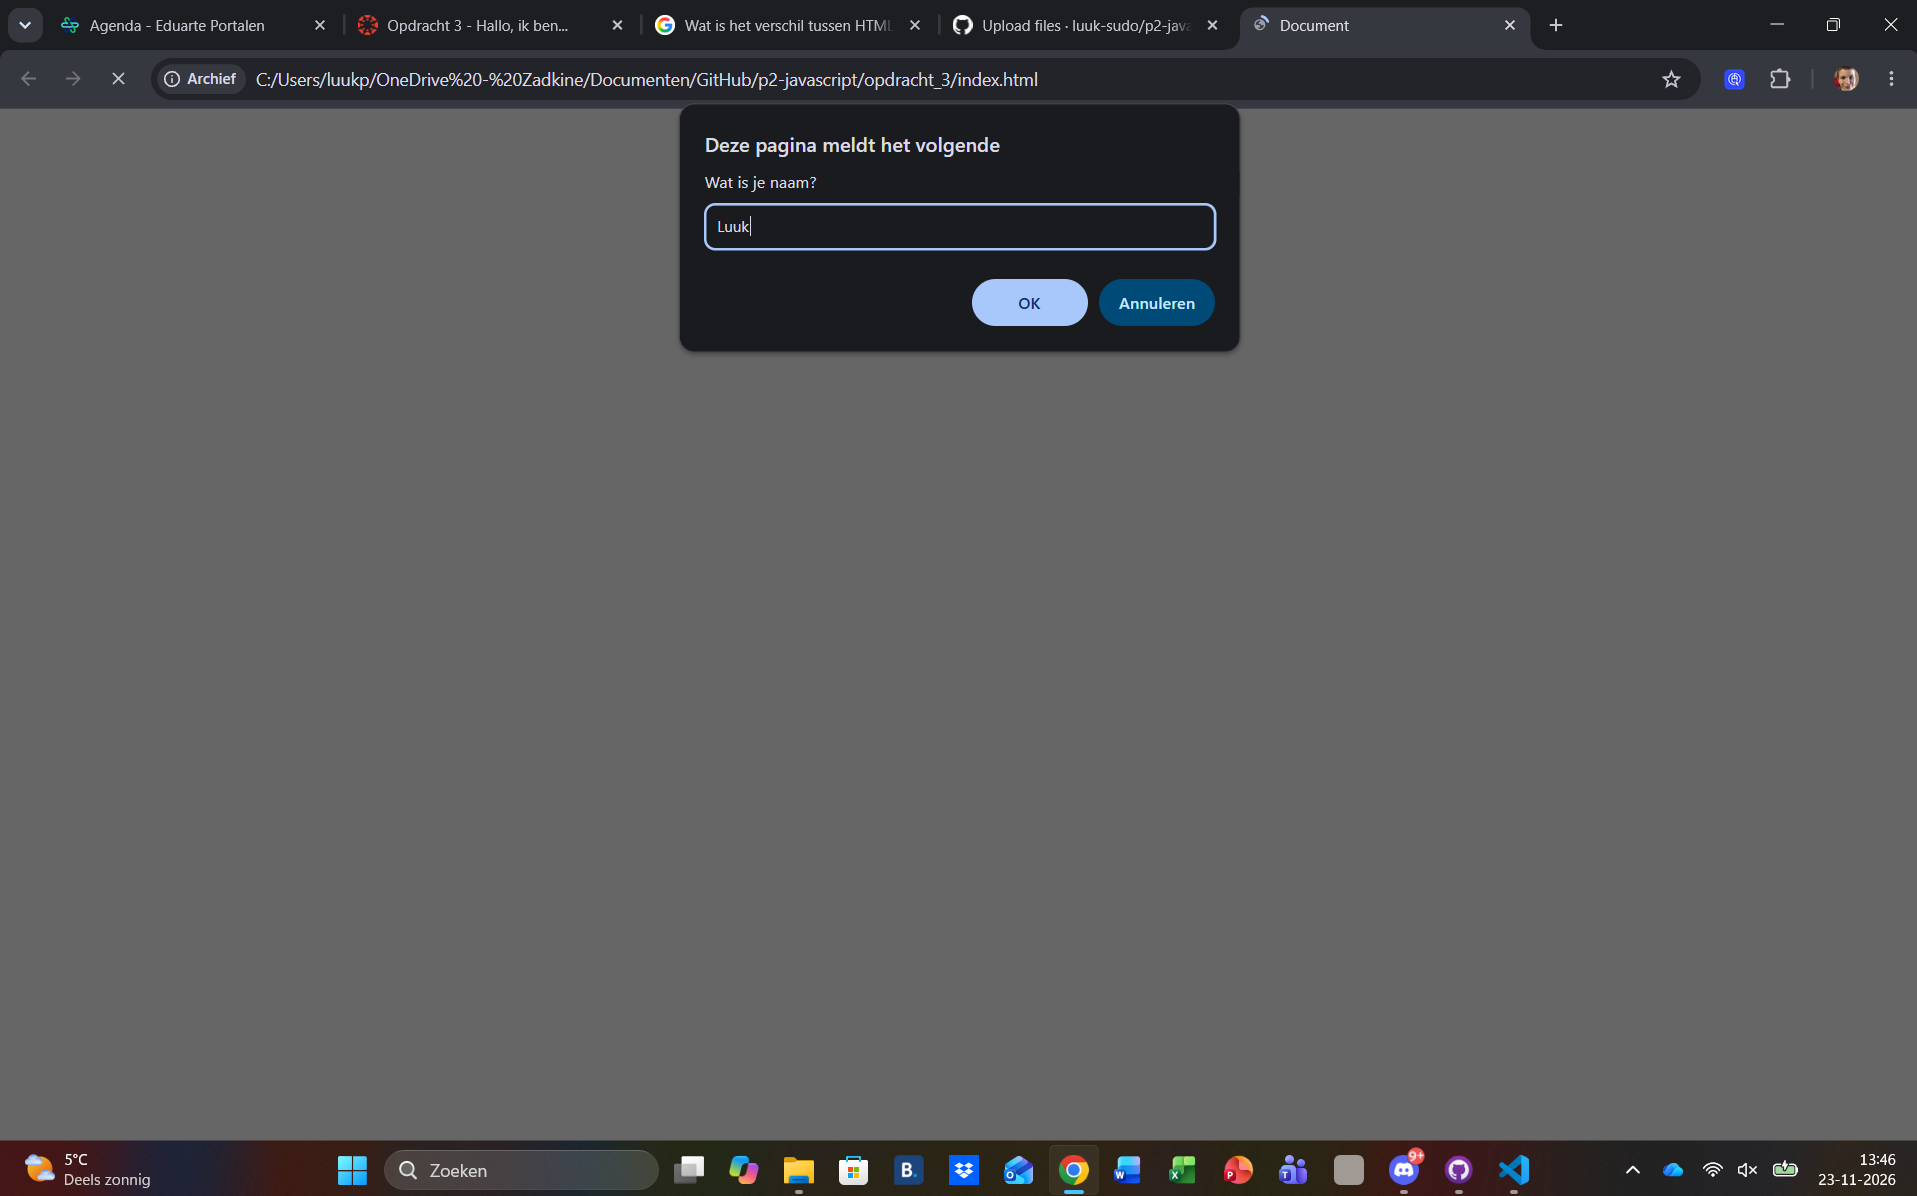 Agenda - Eduarte Portalen
Opdracht 3 - Hallo, ik ben...
Wat is het verschil tussen HTML
Upload files · luuk-sudo/p2-java
Document
Archief
C:/Users/luukp/OneDrive%20-%20Zadkine/Documenten/GitHub/p2-javascript/opdracht_3/index.html
Deze pagina meldt het volgende
Wat is je naam?
Luuk
OK
Annuleren
5°C
Deels zonnig
Zoeken
B.
O
W
X
P
T
9+
13:46
23-11-2026